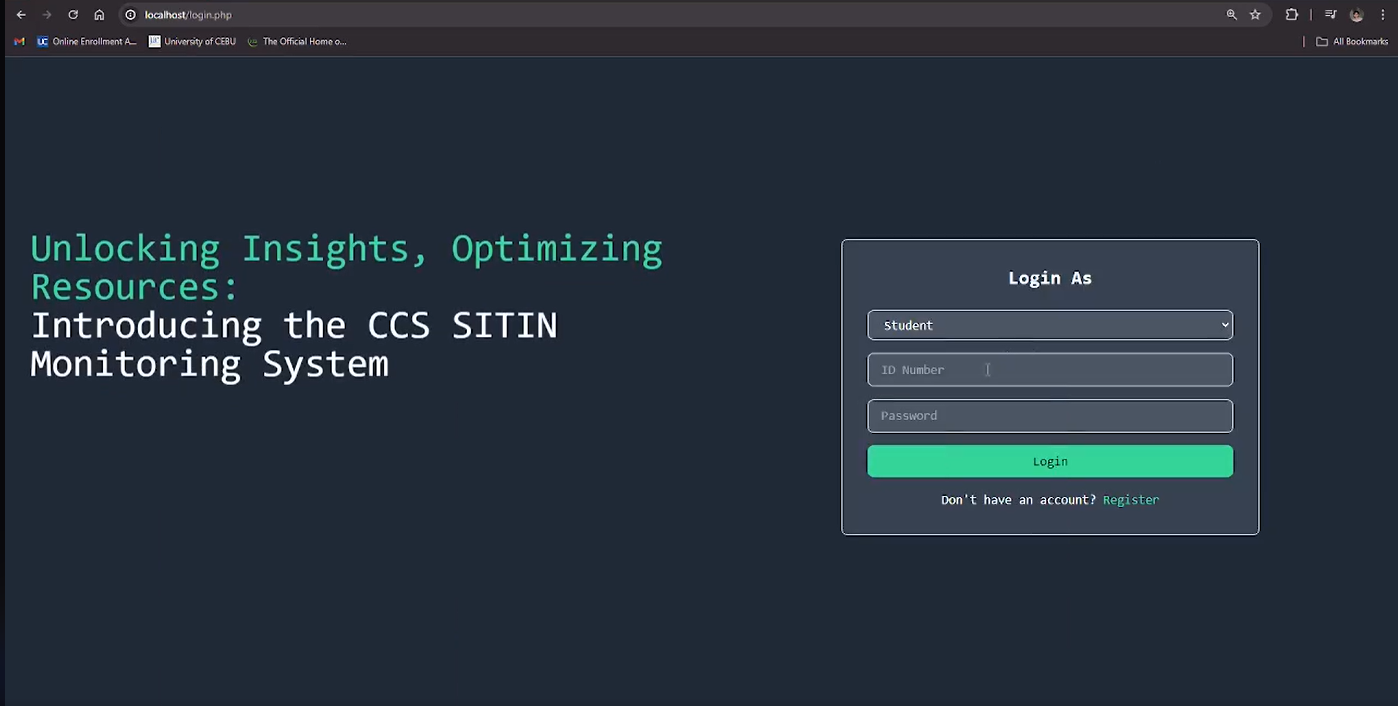 localhost/login.php
Online Enrollment A...
University of CEBU
The Official Home o...
All Bookmarks
Unlocking Insights, Optimizing
Resources:
Introducing the CCS SITIN
Monitoring System
Login As
Student
ID Number
Password
Login
Don't have an account? Register